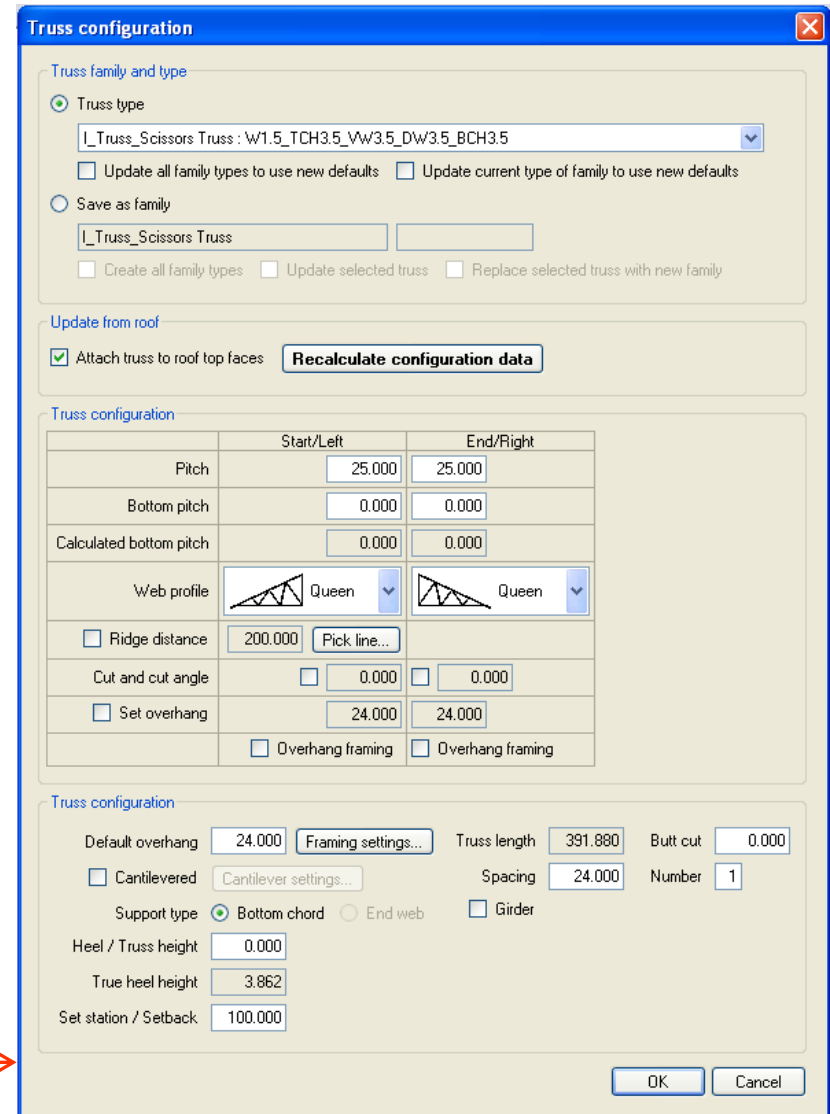 Truss configuration
Truss family and type
Truss type
I_Truss_Scissors Truss : W1.5_TCH3.5_VW3.5_DW3.5_BCH3.5
Update all family types to use new defaults Update current type of family to use new defaults
Save as family
I_Truss_Scissors Truss
Create all family types Update selected truss Replace selected truss with new family
Update from roof
Attach truss to roof top faces Recalculate configuration data
Truss configuration
Start/Left End/Right
Pitch 25.000 25.000
Bottom pitch 0.000 0.000
Calculated bottom pitch 0.000 0.000
Web profile Queen Queen
Ridge distance 200.000 Pick line...
Cut and cut angle 0.000 0.000
Set overhang 24.000 24.000
Overhang framing Overhang framing
Truss configuration
Default overhang 24.000 Framing settings... Truss length 391.880 Butt cut 0.000
Cantilevered Cantilever settings... Spacing 24.000 Number 1
Support type Bottom chord End web Girder
Heel / Truss height 0.000
True heel height 3.862
Set station / Setback 100.000
OK Cancel